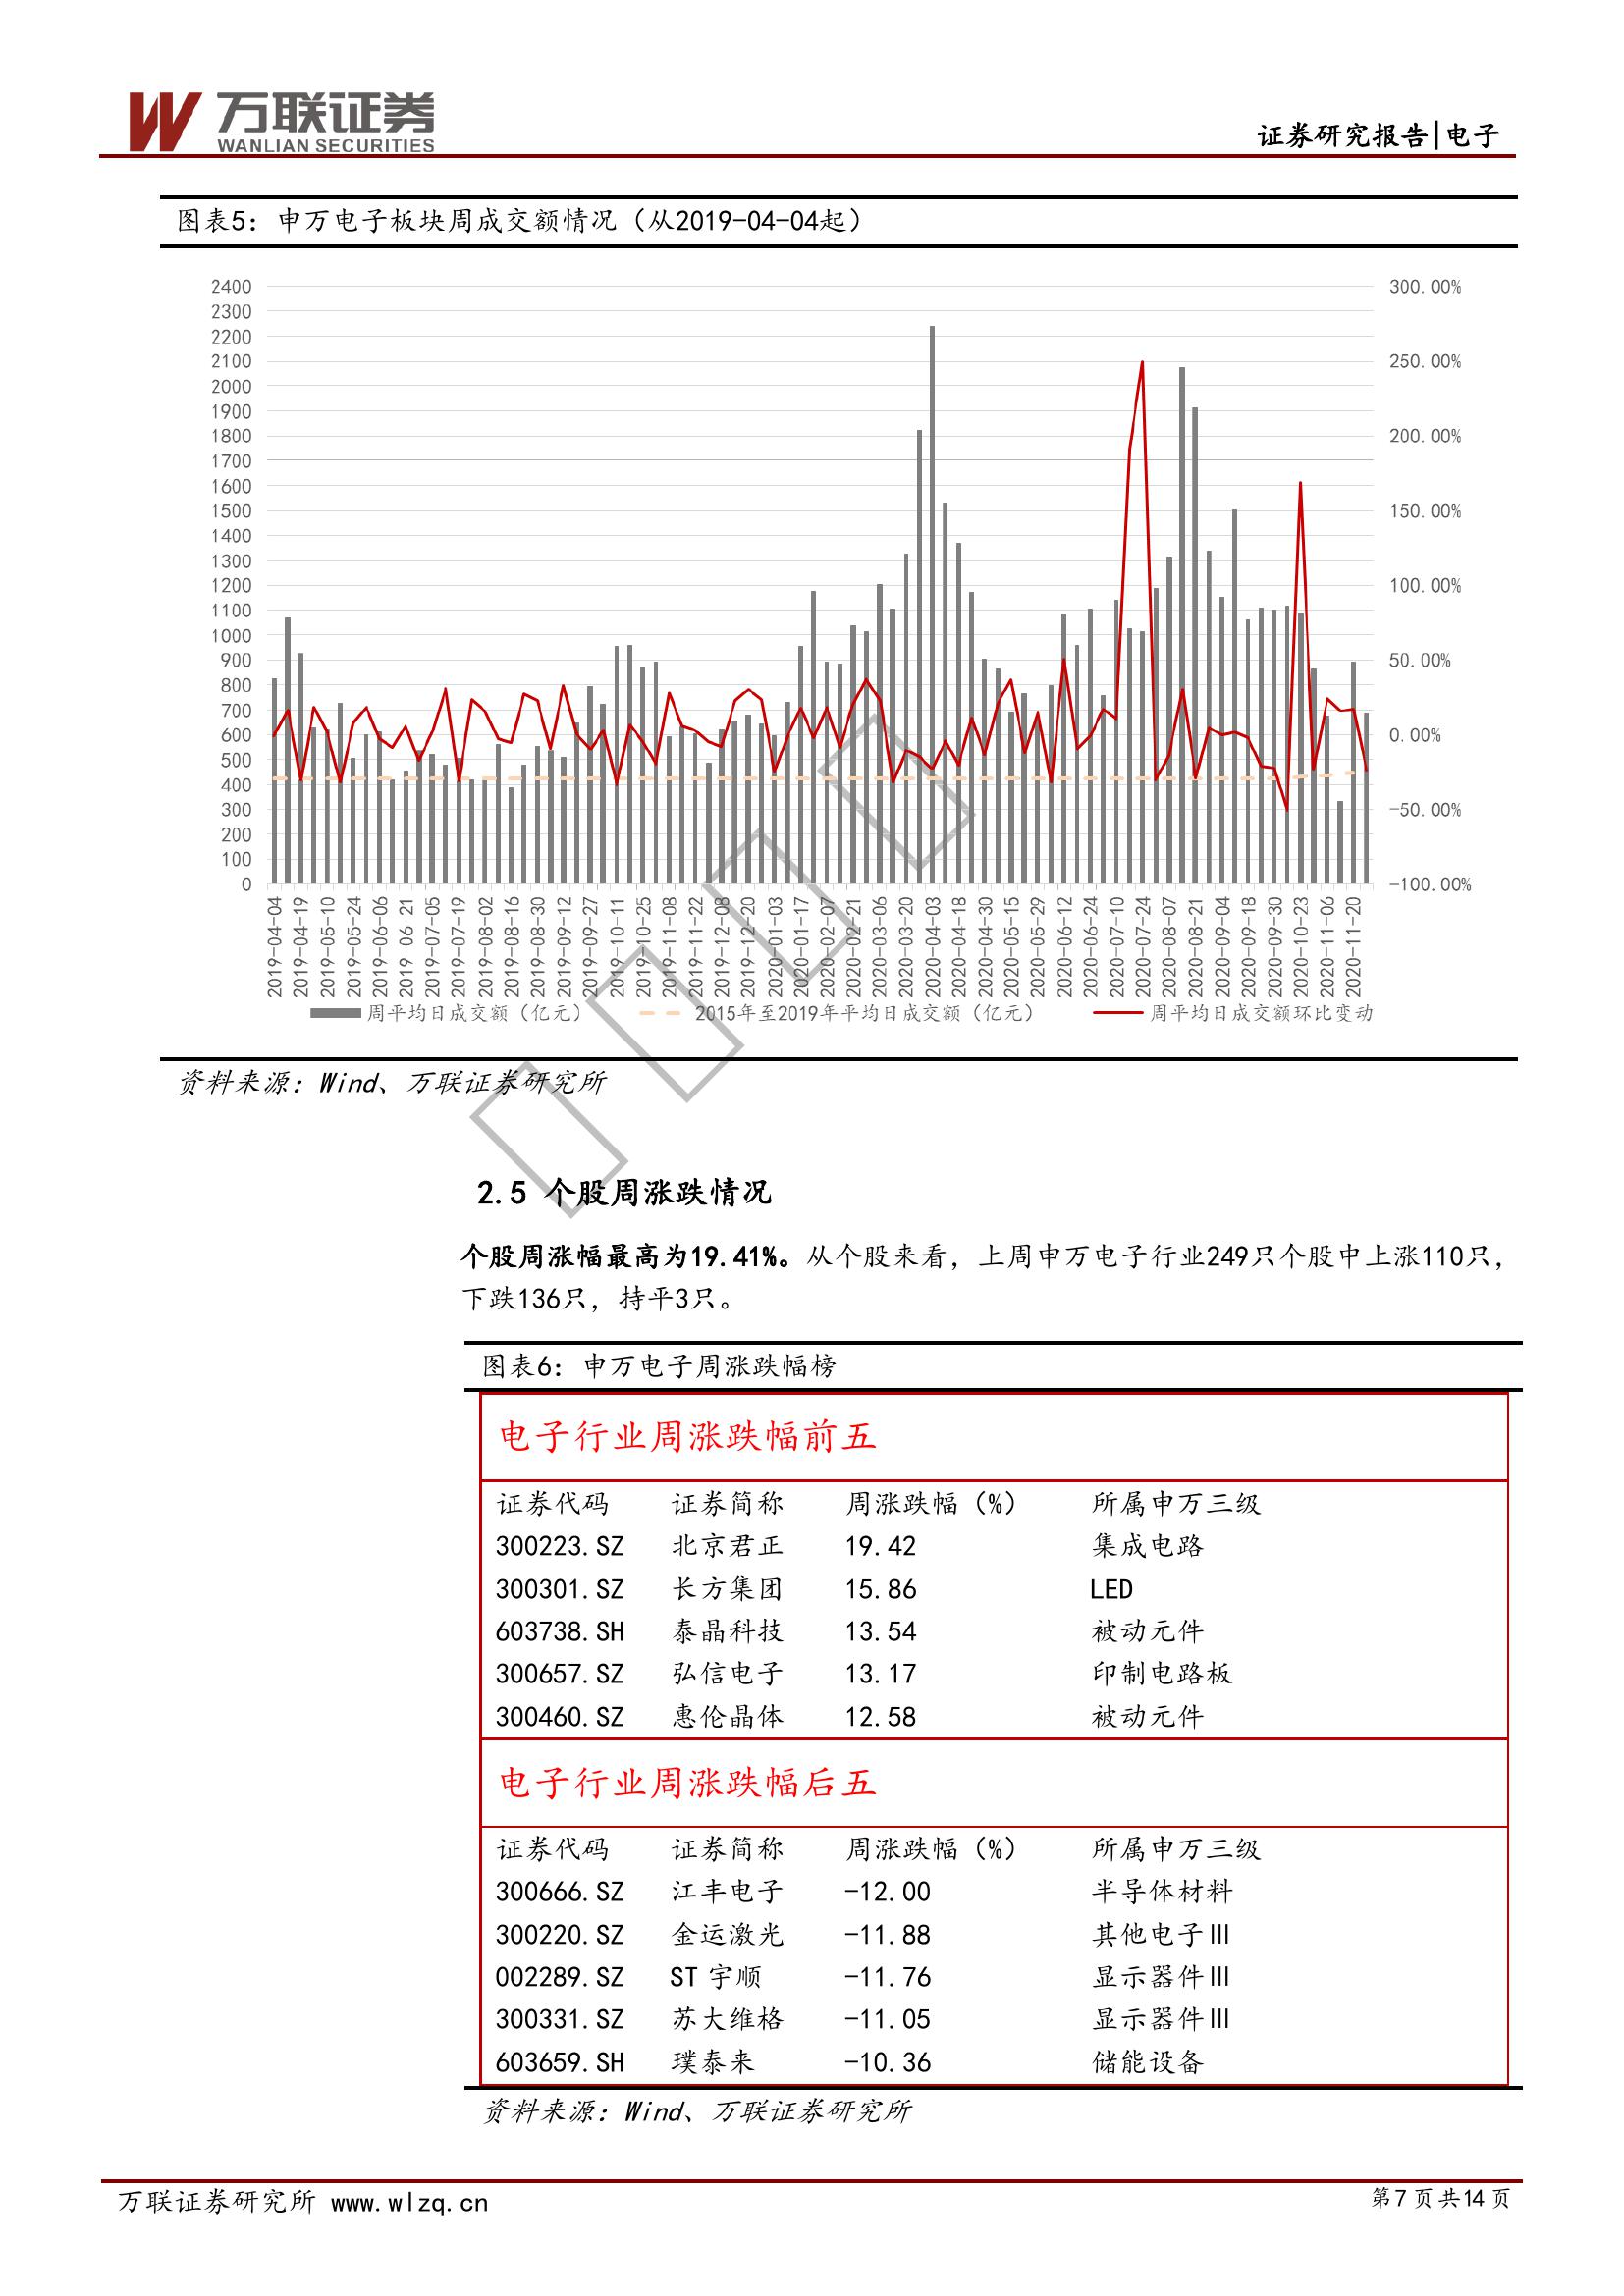 万联证券
WANLIAN SECURITIES
证券研究报告|电子
图表5：申万电子板块周成交额情况（从2019-04-04起）
2400 300.00%
2300
2200
2100 250.00%
2000
1900
1800 200.00%
1700
1600
1500 150.00%
1400
1300
1200 100.00%
1100
1000
900 50.00%
800
700
600 0.00%
500
400
300 -50.00%
200
100
0 -100.00%
2019-04-04 2019-04-19 2019-05-10 2019-05-24 2019-06-06 2019-06-21 2019-07-05 2019-07-19 2019-08-02 2019-08-16 2019-08-30 2019-09-12 2019-09-27 2019-10-11 2019-10-25 2019-11-08 2019-11-22 2019-12-08 2019-12-20 2020-01-03 2020-01-17 2020-02-07 2020-02-21 2020-03-06 2020-03-20 2020-04-03 2020-04-18 2020-04-30 2020-05-15 2020-05-29 2020-06-12 2020-06-24 2020-07-10 2020-07-24 2020-08-07 2020-08-21 2020-09-04 2020-09-18 2020-09-30 2020-10-23 2020-11-06 2020-11-20
周平均日成交额（亿元） 2015年至2019年平均日成交额（亿元） 周平均日成交额环比变动
资料来源：Wind、万联证券研究所
2.5 个股周涨跌情况
个股周涨幅最高为19.41%。从个股来看，上周申万电子行业249只个股中上涨110只，
下跌136只，持平3只。
图表6：申万电子周涨跌幅榜
电子行业周涨跌幅前五
证券代码 证券简称 周涨跌幅（%） 所属申万三级
300223.SZ 北京君正 19.42 集成电路
300301.SZ 长方集团 15.86 LED
603738.SH 泰晶科技 13.54 被动元件
300657.SZ 弘信电子 13.17 印制电路板
300460.SZ 惠伦晶体 12.58 被动元件
电子行业周涨跌幅后五
证券代码 证券简称 周涨跌幅（%） 所属申万三级
300666.SZ 江丰电子 -12.00 半导体材料
300220.SZ 金运激光 -11.88 其他电子Ⅲ
002289.SZ ST 宇顺 -11.76 显示器件Ⅲ
300331.SZ 苏大维格 -11.05 显示器件Ⅲ
603659.SH 璞泰来 -10.36 储能设备
资料来源：Wind、万联证券研究所
万联证券研究所 www.wlzq.cn
第 7 页 共 14 页